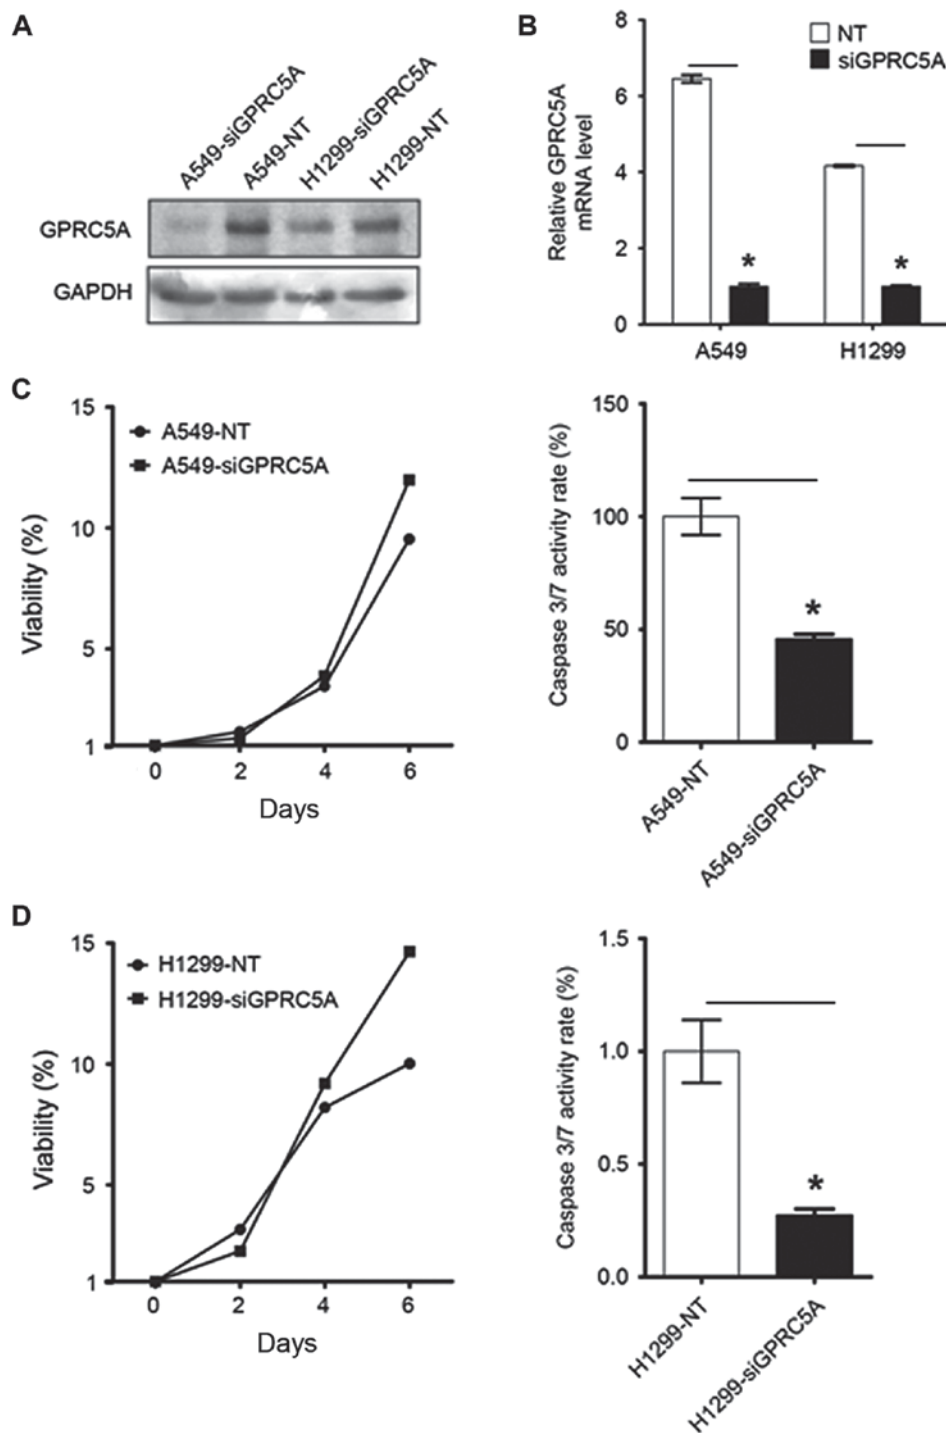 A
A549-siGPRC5A
A549-NT
H1299-siGPRC5A
H1299-NT
GPRC5A
GAPDH
B
Relative GPRC5A
mRNA level
8
6
4
2
0
NT
siGPRC5A
*
*
A549
H1299
C
Viability (%)
15
10
5
1
A549-NT
A549-siGPRC5A
0
2
4
6
Days
Caspase 3/7 activity rate (%)
150
100
50
0
*
A549-NT
A549-siGPRC5A
D
Viability (%)
15
10
5
1
H1299-NT
H1299-siGPRC5A
0
2
4
6
Days
Caspase 3/7 activity rate (%)
1.5
1.0
0.5
0.0
*
H1299-NT
H1299-siGPRC5A